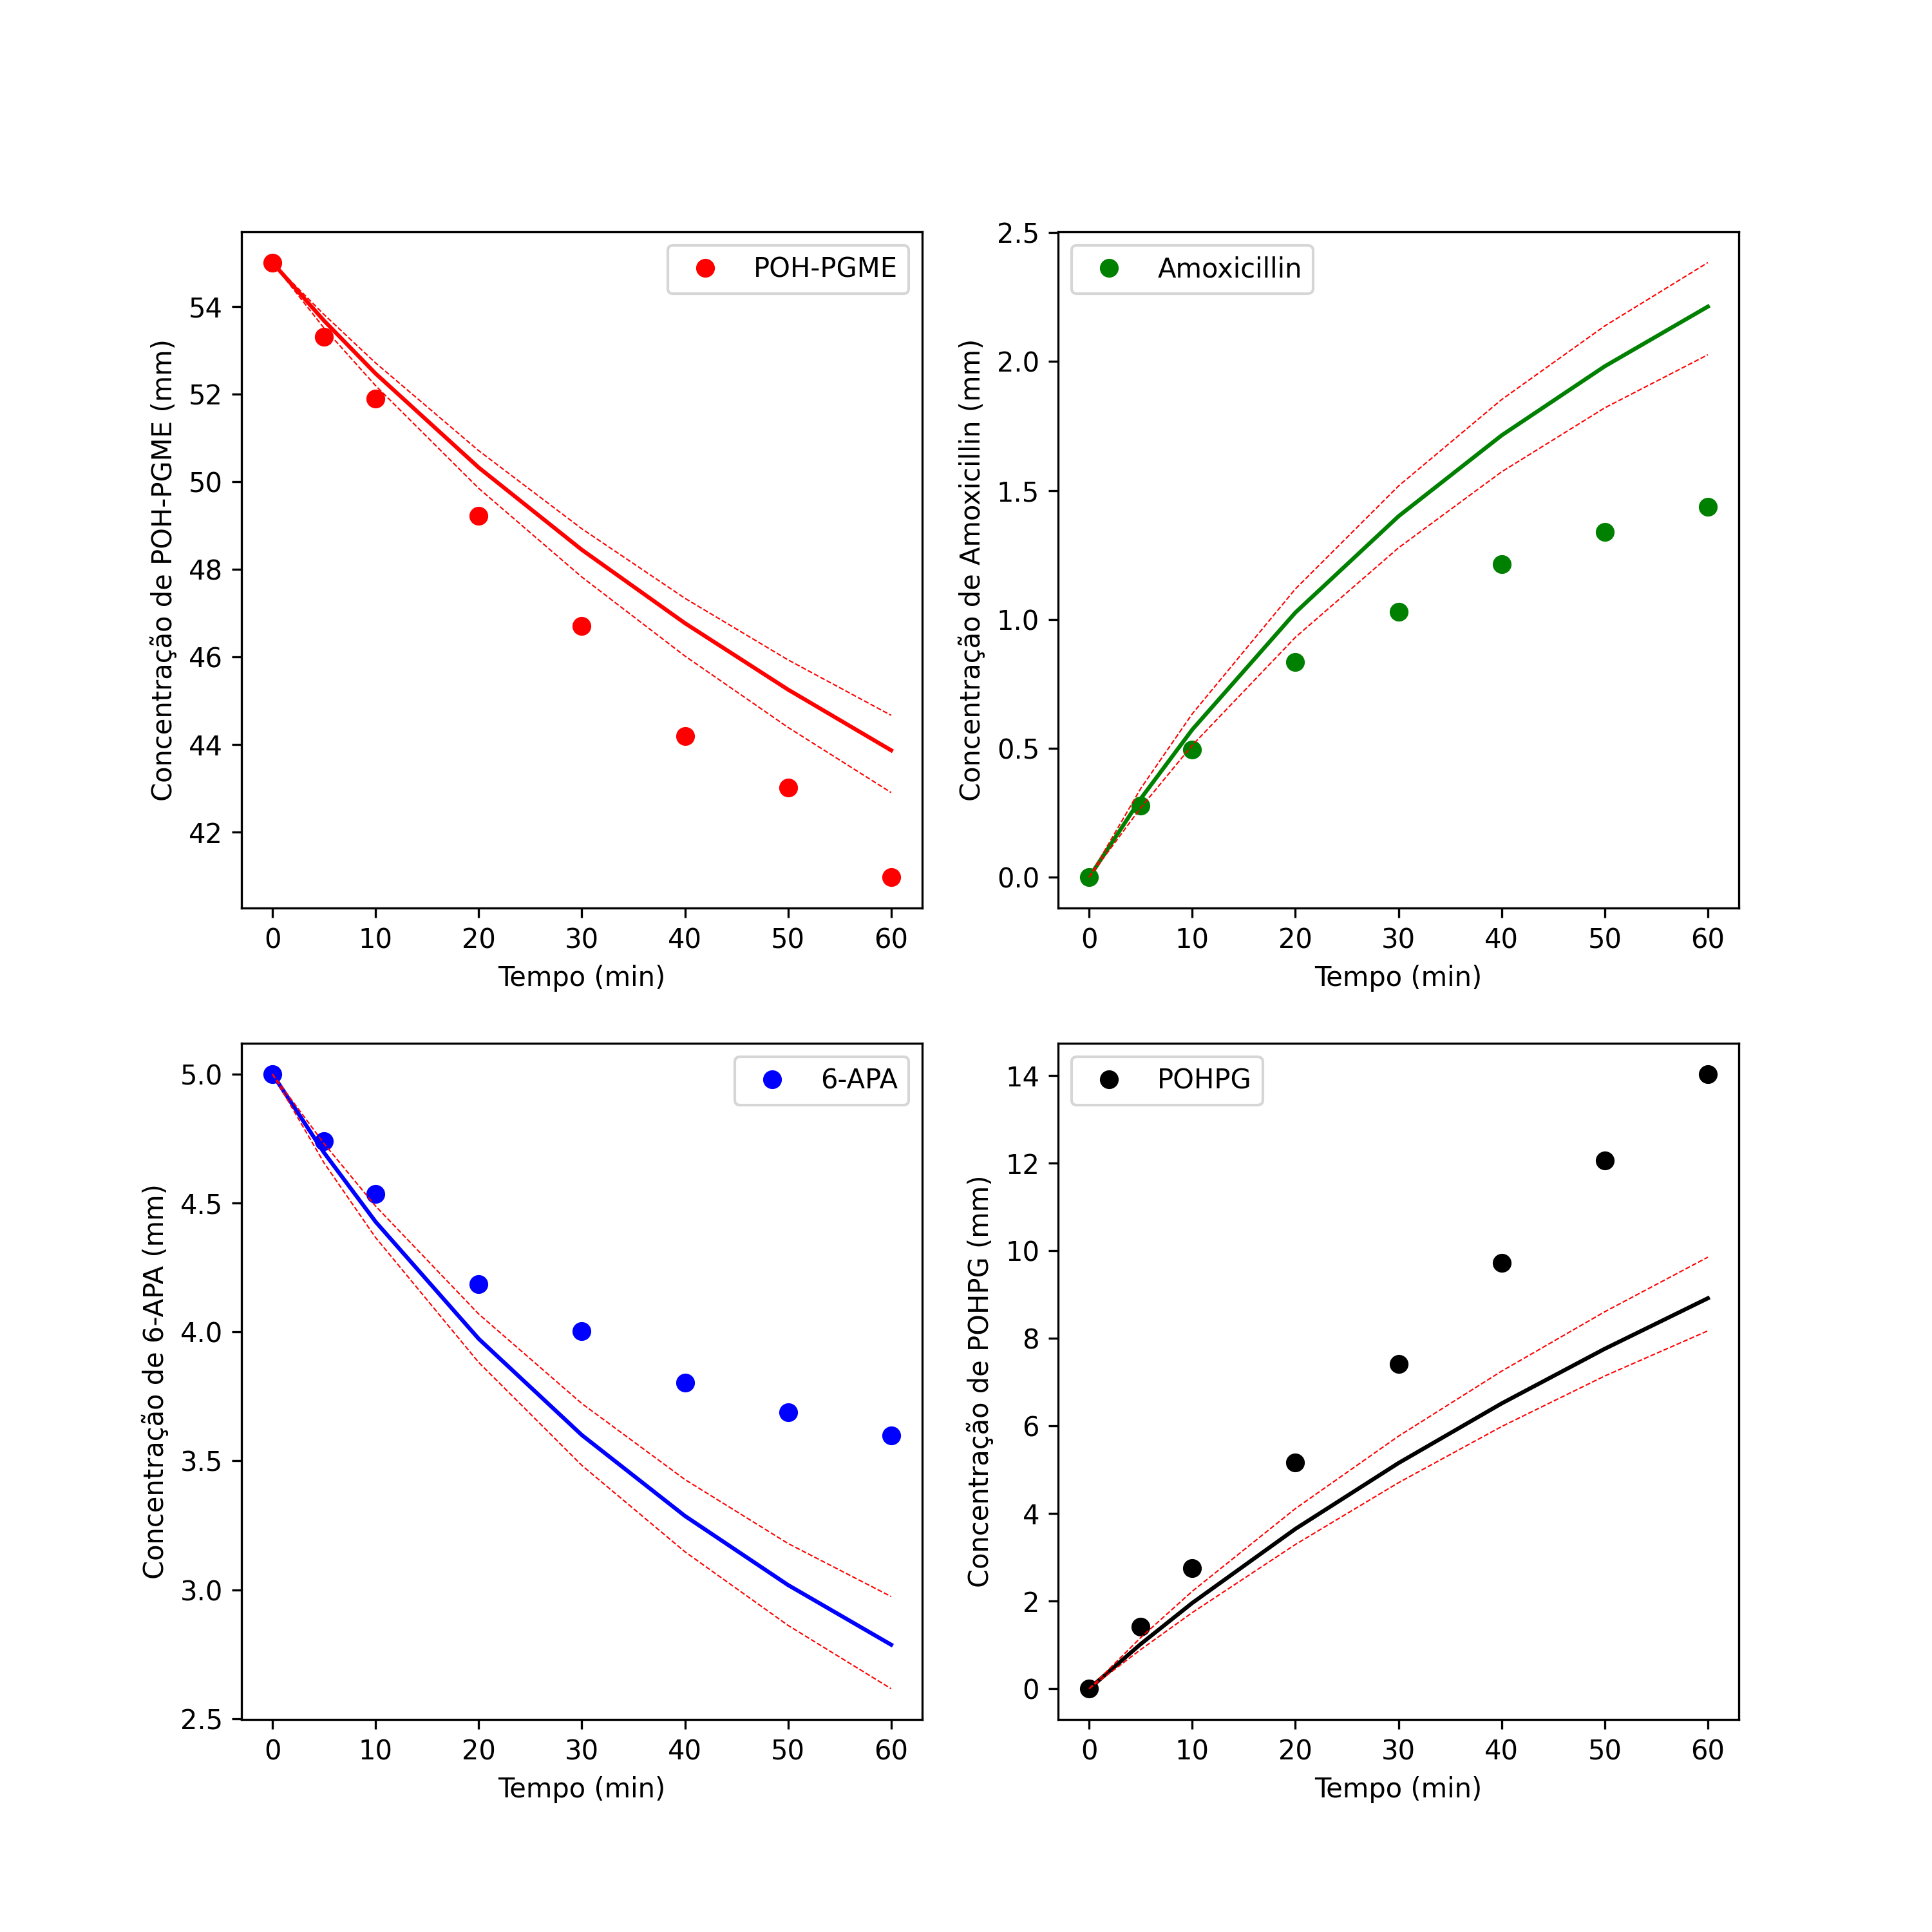 POH-PGME
Concentração de POH-PGME (mm)
54
52
50
48
46
44
42
0 10 20 30 40 50 60
Tempo (min)
Amoxicillin
Concentração de Amoxicillin (mm)
2.5
2.0
1.5
1.0
0.5
0.0
0 10 20 30 40 50 60
Tempo (min)
6-APA
Concentração de 6-APA (mm)
5.0
4.5
4.0
3.5
3.0
2.5
0 10 20 30 40 50 60
Tempo (min)
POHPG
Concentração de POHPG (mm)
14
12
10
8
6
4
2
0
0 10 20 30 40 50 60
Tempo (min)